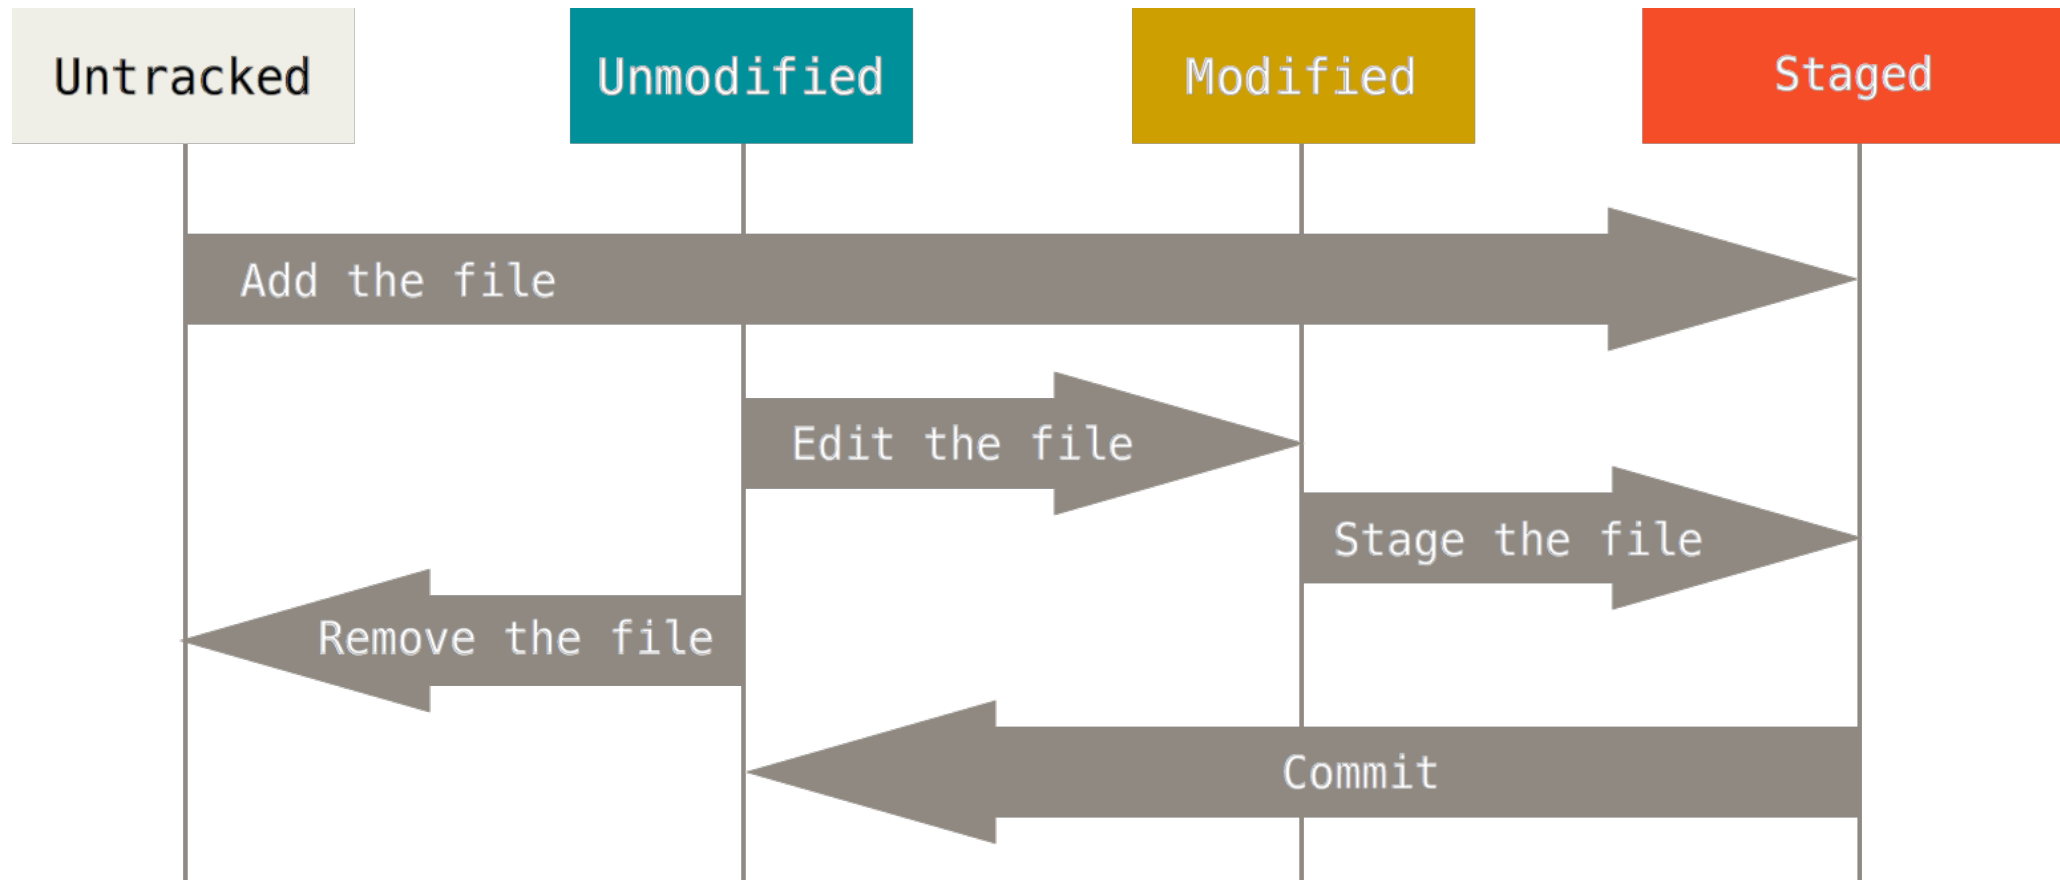 Untracked
Unmodified
Modified
Staged
Add the file
Edit the file
Stage the file
Remove the file
Commit